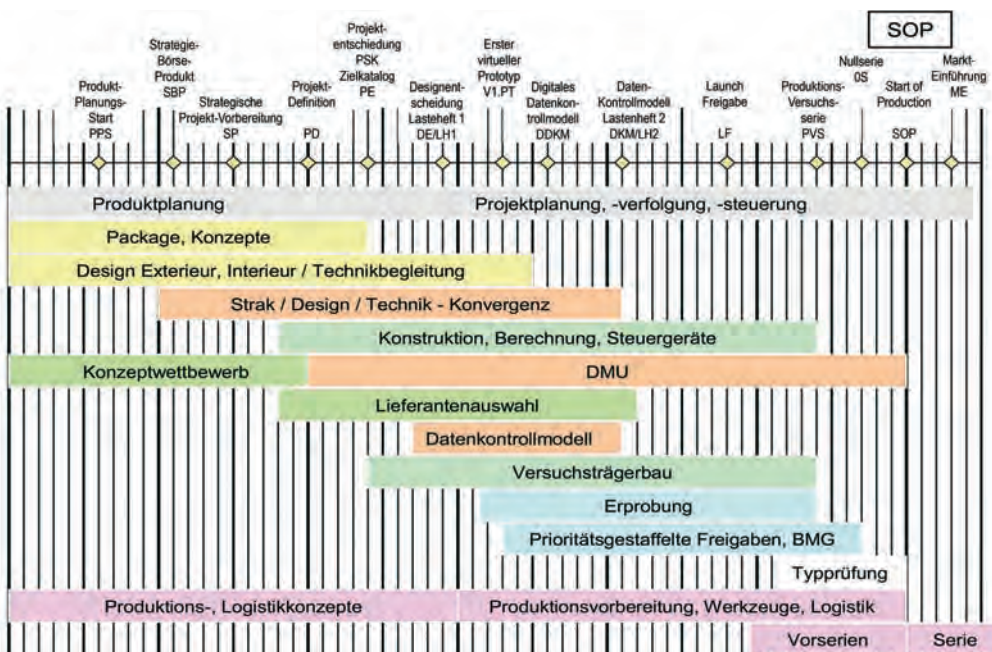 SOP
Produkt-
Planungs-
Start
PPS
Strategie-
Börse-
Produkt
SBP
Strategische
Projekt-Vorbereitung
SP
Projekt-
Definition
PD
Projekt-
entschiedung
PSK
Zielkatalog
PE
Designent-
scheidung
Lasteheft 1
DE/LH1
Erster
virtueller
Prototyp
V1.PT
Digitales
Datenkon-
trollmodell
DDKM
Daten-
Kontrollmodell
Lastenheft 2
DKM/LH2
Launch
Freigabe
LF
Produktions-
Versuchs-
serie
PVS
Nullserie
0S
Start of
Production
SOP
Markt-
Einführung
ME
Produktplanung
Projektplanung, -verfolgung, -steuerung
Package, Konzepte
Design Exterieur, Interieur / Technikbegleitung
Strak / Design / Technik - Konvergenz
Konstruktion, Berechnung, Steuergeräte
Konzeptwettbewerb
DMU
Lieferantenauswahl
Datenkontrollmodell
Versuchsträgerbau
Erprobung
Prioritätsgestaffelte Freigaben, BMG
Typprüfung
Produktions-, Logistikkonzepte
Produktionsvorbereitung, Werkzeuge, Logistik
Vorserien
Serie